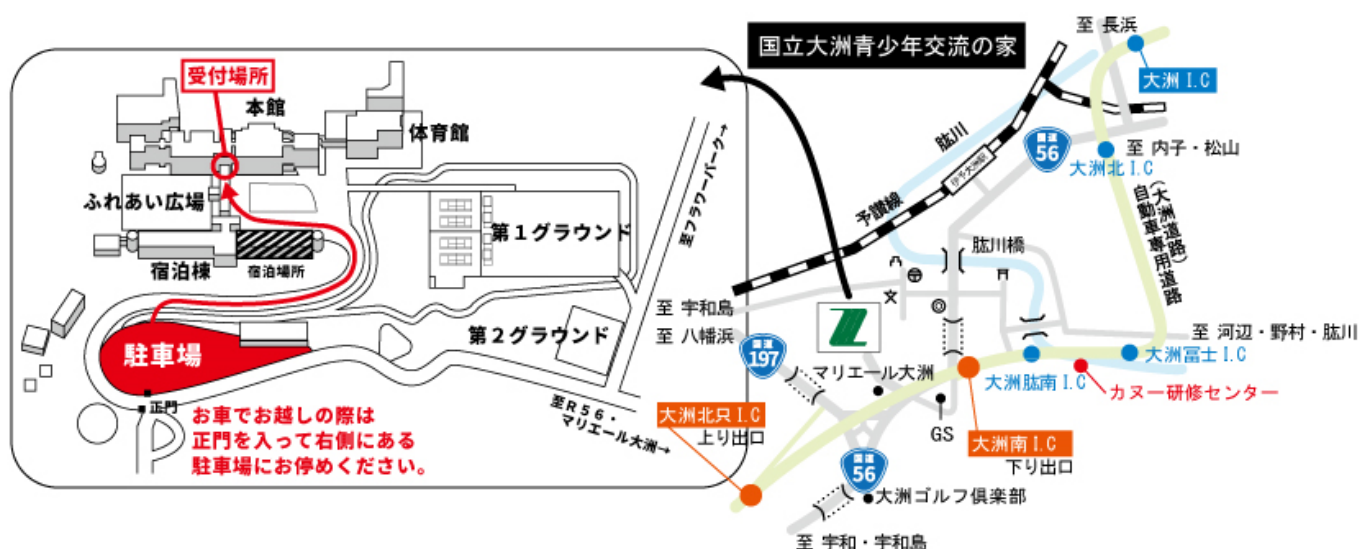 国立大洲青少年交流の家
受付場所
本館
体育館
ふれあい広場
宿泊棟
宿泊場所
第1グラウンド
第2グラウンド
至フラワーパーク→
駐車場
正門
お車でお越しの際は
正門を入って右側にある
駐車場にお停めください。
至R56・
マリエール大洲→
至 長浜
大洲 I.C
肱川
国道
56
至 内子・松山
大洲北 I.C
伊予大洲駅
予讃線
(大洲道路)
自動車専用道路
肱川橋
至 宇和島
至 八幡浜
国道
197
文
至 河辺・野村・肱川
大洲冨士 I.C
大洲肱南 I.C
カヌー研修センター
マリエール大洲
GS
大洲北只 I.C
上り出口
大洲南 I.C
下り出口
国道
56
大洲ゴルフ倶楽部
至 宇和・宇和島